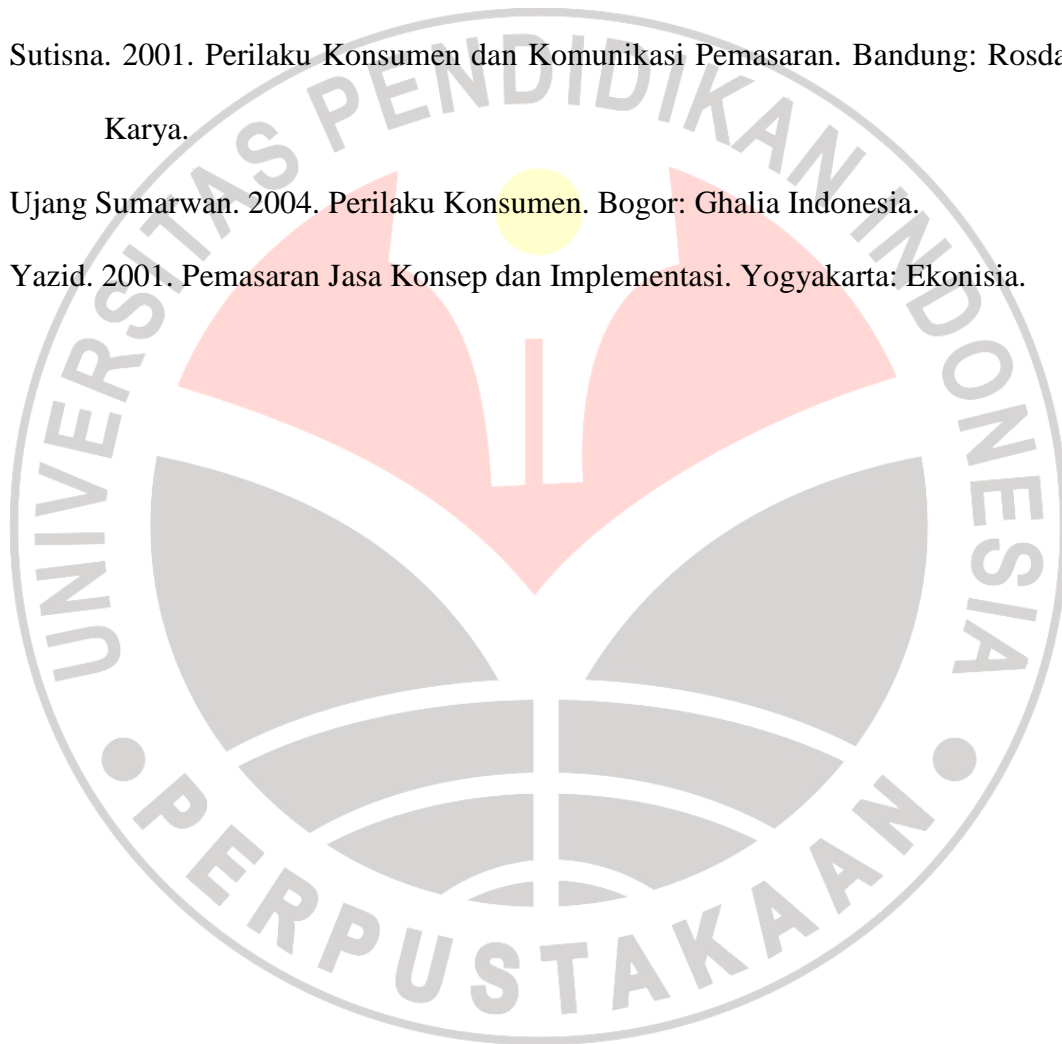 Sutisna. 2001. Perilaku Konsumen dan Komunikasi Pemasaran. Bandung: Rosda
Karya.
Ujang Sumarwan. 2004. Perilaku Konsumen. Bogor: Ghalia Indonesia.
Yazid. 2001. Pemasaran Jasa Konsep dan Implementasi. Yogyakarta: Ekonisia.
UNIVERSITAS PENDIDIKAN INDONESIA
PERPUSTAKAAN